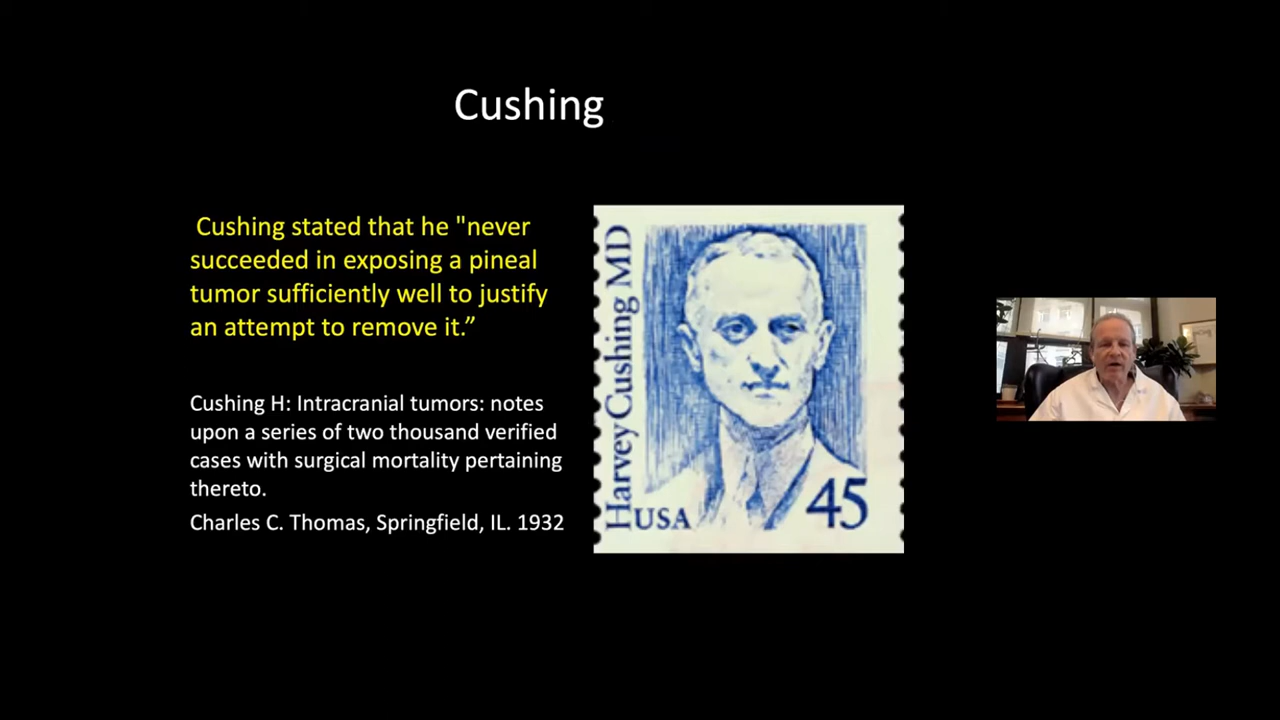 Cushing
Cushing stated that he "never
succeeded in exposing a pineal
tumor sufficiently well to justify
an attempt to remove it.”
Cushing H: Intracranial tumors: notes
upon a series of two thousand verified
cases with surgical mortality pertaining
thereto.
Charles C. Thomas, Springfield, IL. 1932
Harvey Cushing MD
USA
45